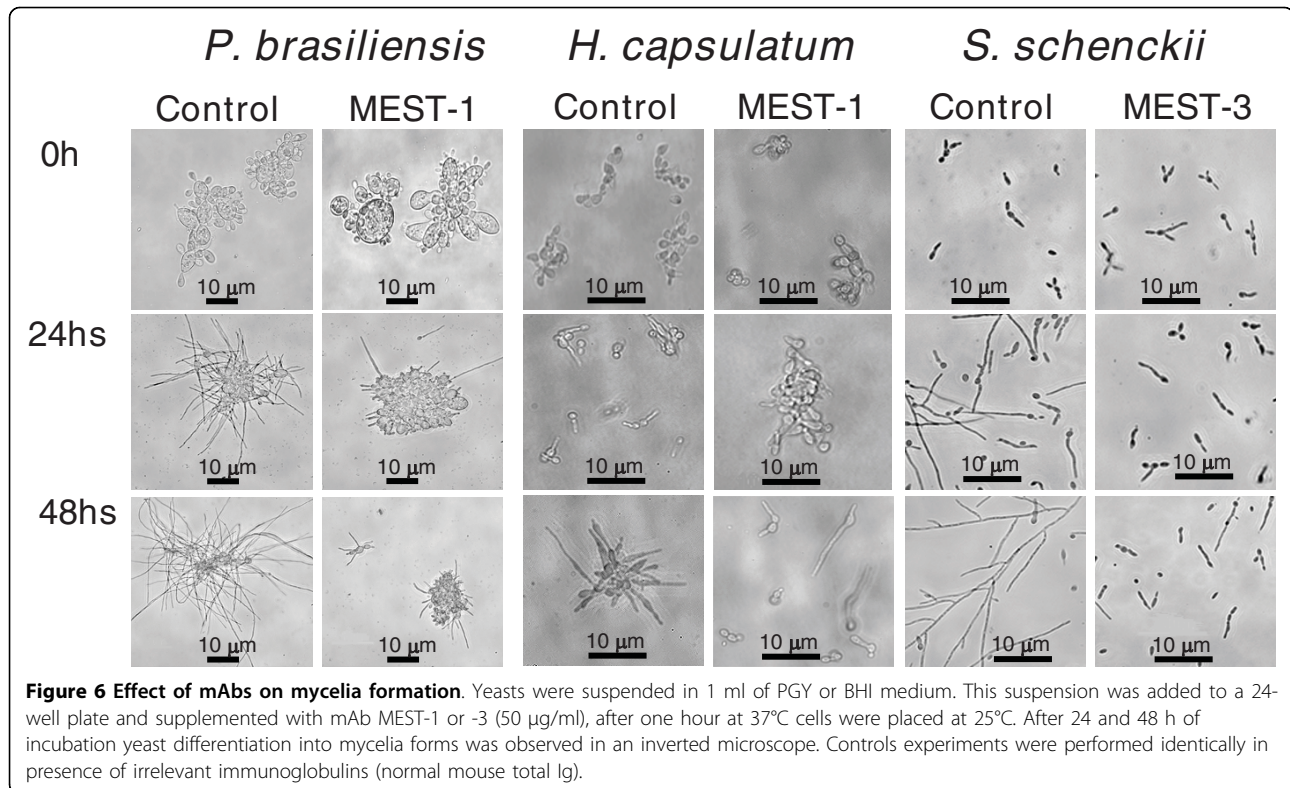 P. brasiliensis H. capsulatum S. schenckii
Control MEST-1 Control MEST-1 Control MEST-3
0h
10 µm 10 µm 10 µm 10 µm 10 µm 10 µm
24hs
10 µm 10 µm 10 µm 10 µm 10 µm 10 µm
48hs
10 µm 10 µm 10 µm 10 µm 10 µm 10 µm
Figure 6 Effect of mAbs on mycelia formation. Yeasts were suspended in 1 ml of PGY or BHI medium. This suspension was added to a 24-
well plate and supplemented with mAb MEST-1 or -3 (50 µg/ml), after one hour at 37°C cells were placed at 25°C. After 24 and 48 h of
incubation yeast differentiation into mycelia forms was observed in an inverted microscope. Controls experiments were performed identically in
presence of irrelevant immunoglobulins (normal mouse total Ig).